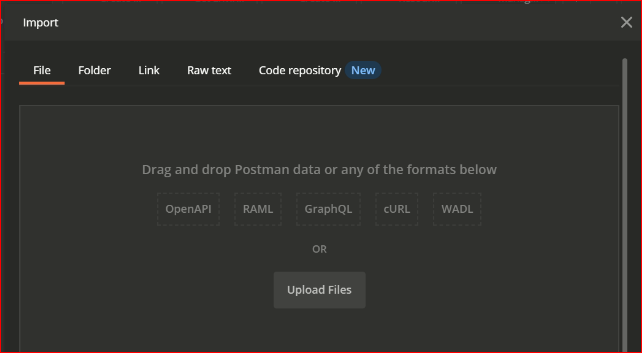 Import
File Folder Link Raw text Code repository New
Drag and drop Postman data or any of the formats below
OpenAPI RAML GraphQL cURL WADL
OR
Upload Files